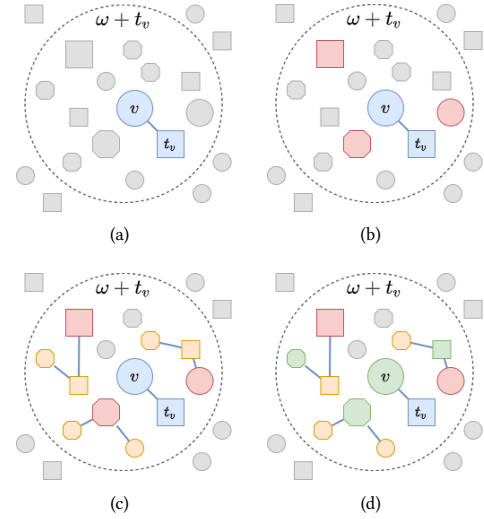 ω + t_v ω + t_v
v v
t_v t_v
(a) (b)
ω + t_v ω + t_v
v v
t_v t_v
(c) (d)